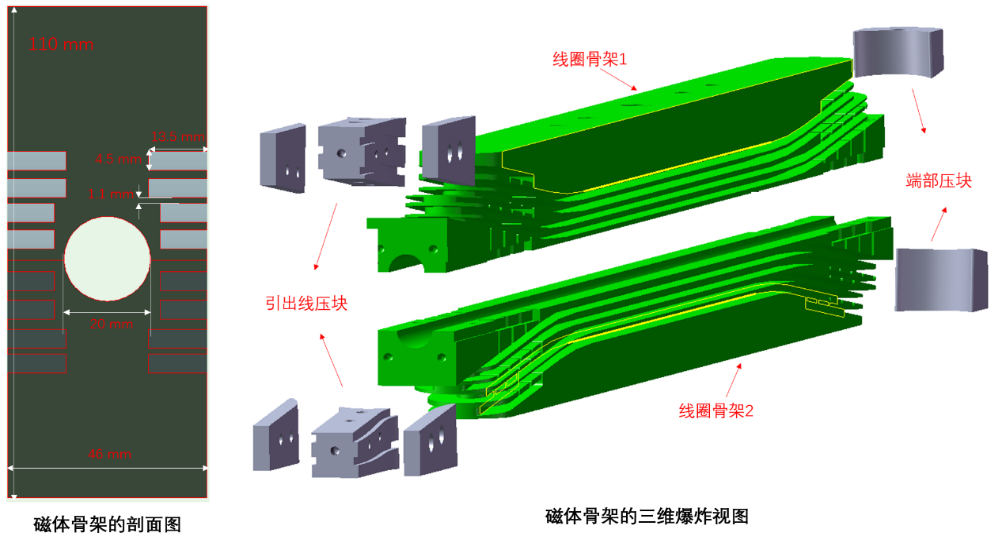 110 mm
13.5 mm
4.5 mm
1.1 mm
20 mm
46 mm
磁体骨架的剖面图
线圈骨架1
端部压块
引出线压块
线圈骨架2
磁体骨架的三维爆炸视图